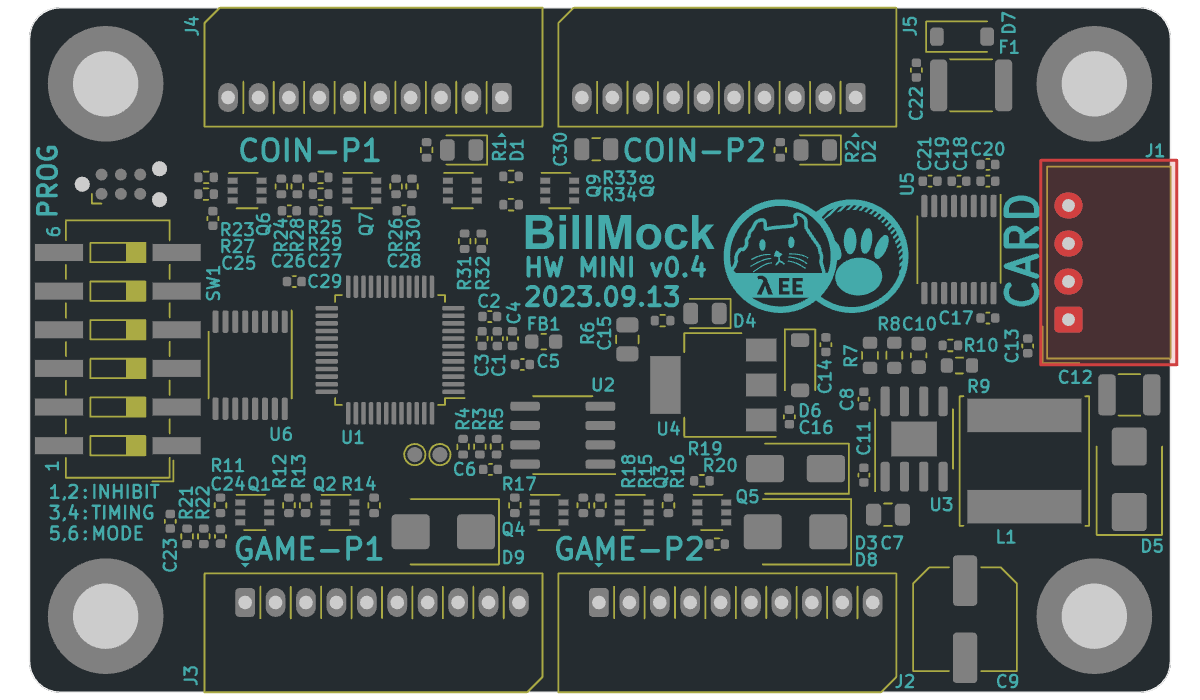 J4
J5
D7
F1
C22
COIN-P1
R1
D1
C30
COIN-P2
R2
D2
J1
PROG
C21
C19
C18
C20
U5
Q6
Q7
Q9
R33
R34
Q8
R23
R27
C25
R24
C26
R28
R25
R29
C27
R26
C28
R30
BillMock
HW MINI v0.4
2023.09.13
λ EE
CARD
6
SW1
C29
R31
R32
C2
C4
C3
C1
FB1
C5
R6
C15
D4
C17
R8
C10
R7
R10
C13
C14
D6
C16
C8
R9
C12
U6
U1
R4
R3
R5
C6
U2
U4
C11
U3
L1
D5
1
1,2:INHIBIT
3,4:TIMING
5,6:MODE
R11
C24
Q1
R12
R13
Q2
R14
R21
R22
C23
GAME-P1
D9
R17
Q4
R18
R15
Q3
R16
R19
R20
Q5
GAME-P2
D3
D8
C7
J3
J2
C9